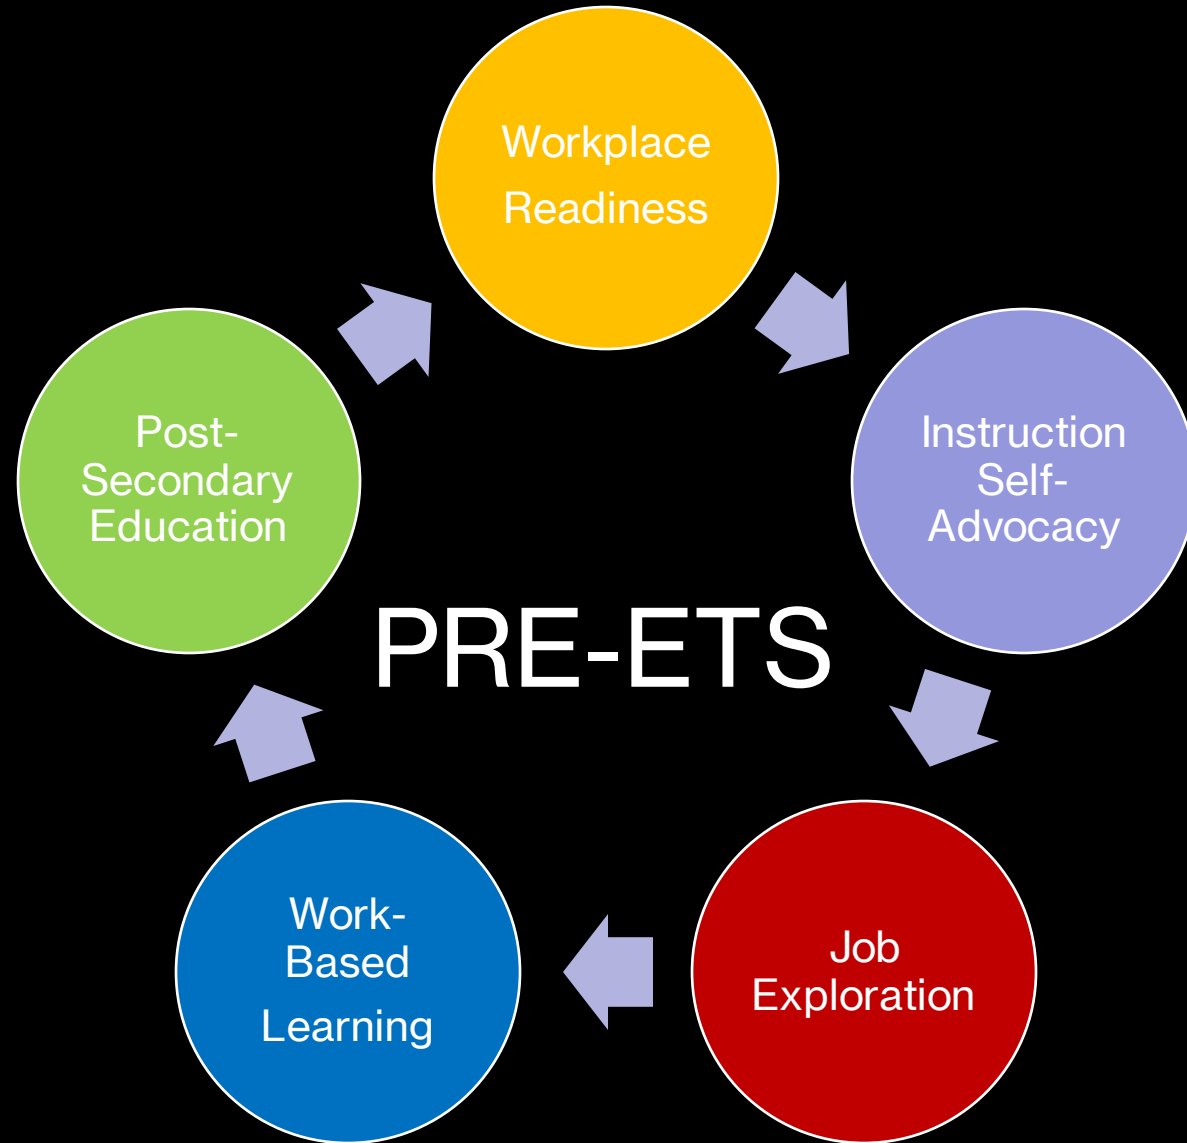 Workplace
Readiness
Instruction
Self-
Advocacy
Job
Exploration
Work-
Based
Learning
Post-
Secondary
Education
PRE-ETS